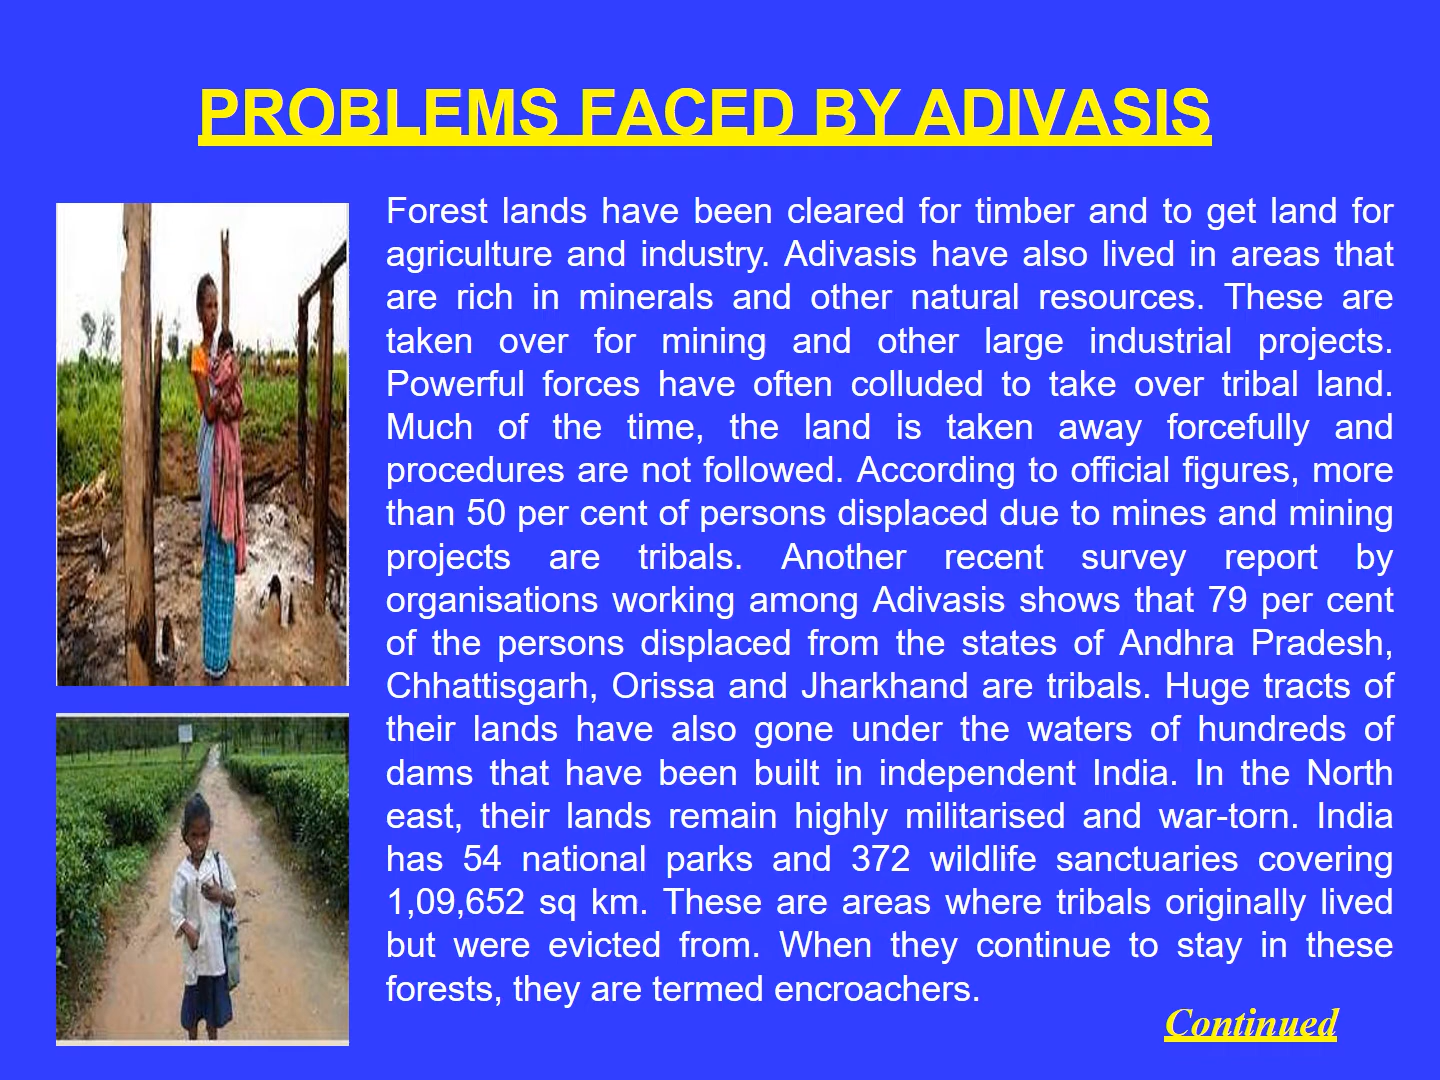 PROBLEMS FACED BY ADIVASIS
Forest lands have been cleared for timber and to get land for
agriculture and industry. Adivasis have also lived in areas that
are rich in minerals and other natural resources. These are
taken over for mining and other large industrial projects.
Powerful forces have often colluded to take over tribal land.
Much of the time, the land is taken away forcefully and
procedures are not followed. According to official figures, more
than 50 per cent of persons displaced due to mines and mining
projects are tribals. Another recent survey report by
organisations working among Adivasis shows that 79 per cent
of the persons displaced from the states of Andhra Pradesh,
Chhattisgarh, Orissa and Jharkhand are tribals. Huge tracts of
their lands have also gone under the waters of hundreds of
dams that have been built in independent India. In the North
east, their lands remain highly militarised and war-torn. India
has 54 national parks and 372 wildlife sanctuaries covering
1,09,652 sq km. These are areas where tribals originally lived
but were evicted from. When they continue to stay in these
forests, they are termed encroachers.
Continued